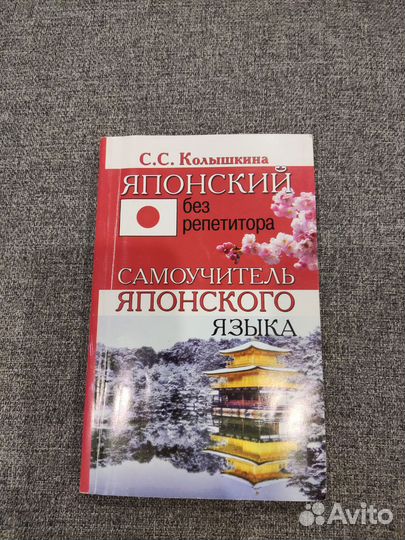 С.С. Колышкина
ЯПОНСКИЙ
без
репетитора
САМОУЧИТЕЛЬ
ЯПОНСКОГО
ЯЗЫКА
Avito